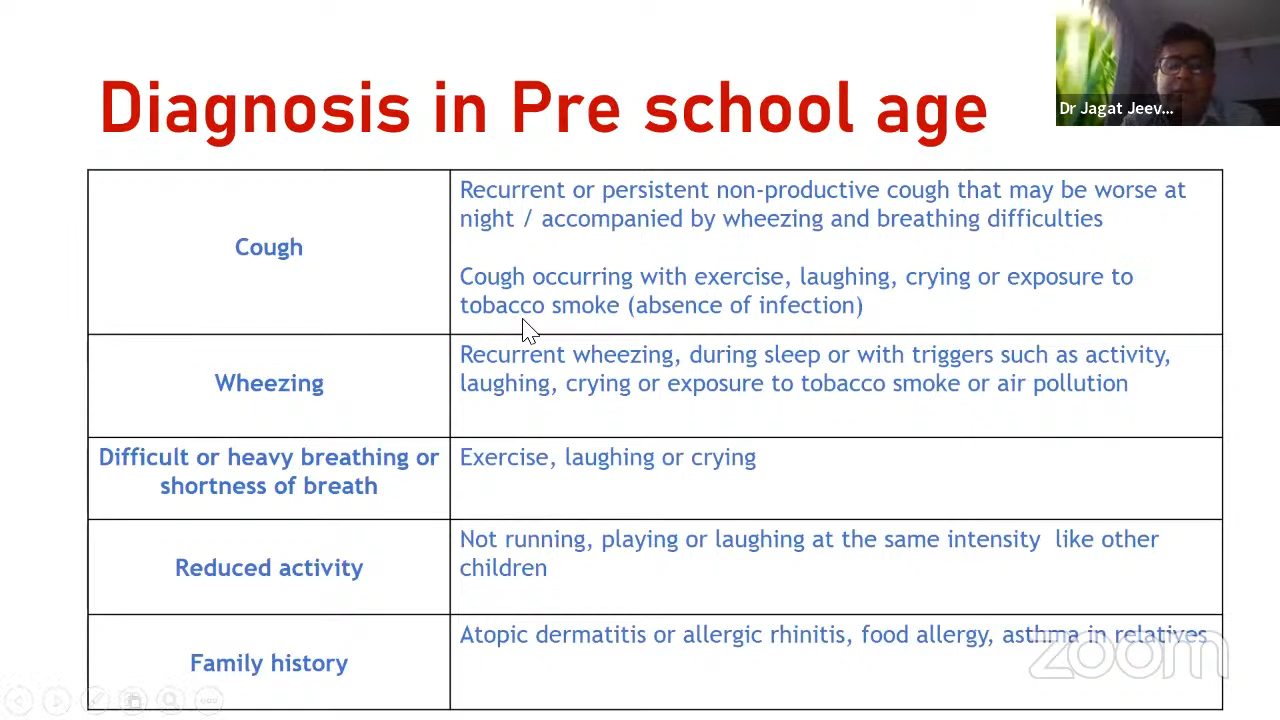 Diagnosis in Pre school age
Dr Jagat Jeev...
Cough
Recurrent or persistent non-productive cough that may be worse at
night / accompanied by wheezing and breathing difficulties
Cough occurring with exercise, laughing, crying or exposure to
tobacco smoke (absence of infection)
Wheezing
Recurrent wheezing, during sleep or with triggers such as activity,
laughing, crying or exposure to tobacco smoke or air pollution
Difficult or heavy breathing or
shortness of breath
Exercise, laughing or crying
Reduced activity
Not running, playing or laughing at the same intensity like other
children
Family history
Atopic dermatitis or allergic rhinitis, food allergy, asthma in relatives
zoom